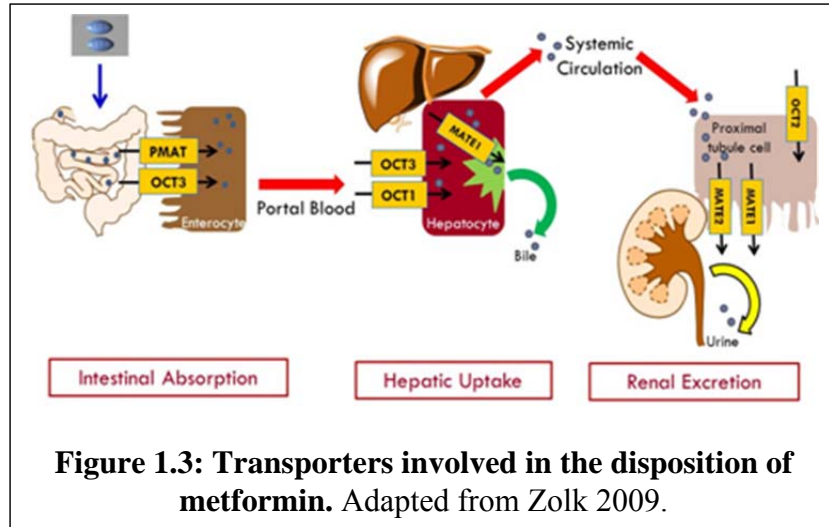 PMAT
OCT3
Enterocyte
Portal Blood
OCT3
OCT1
MATE1
Hepatocyte
Bile
Systemic
Circulation
OCT2
Proximal
tubule cell
MATE2
MATE1
Urine
Intestinal Absorption
Hepatic Uptake
Renal Excretion
Figure 1.3: Transporters involved in the disposition of
metformin. Adapted from Zolk 2009.